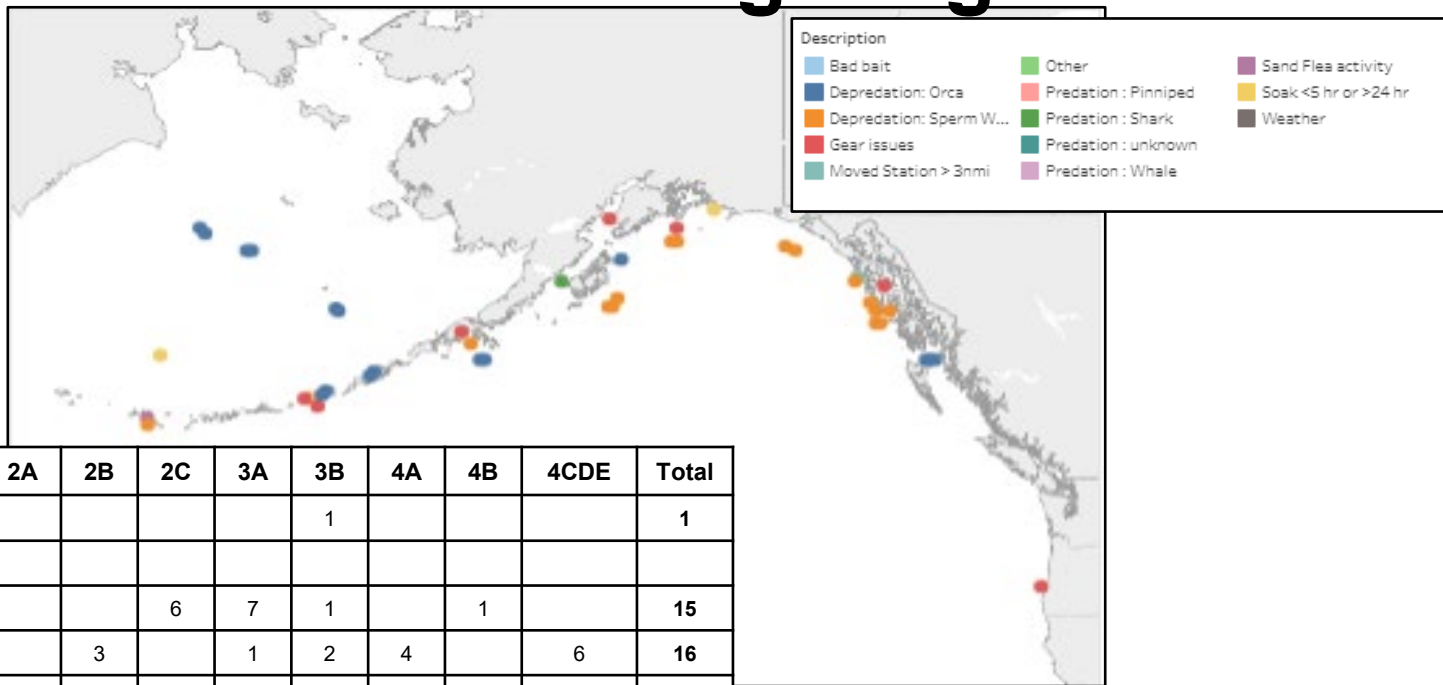 Description
Bad bait
Depredation: Orca
Depredation: Sperm W...
Gear issues
Moved Station > 3nmi
Other
Predation : Pinniped
Predation : Shark
Predation : unknown
Predation : Whale
Sand Flea activity
Soak <5 hr or >24 hr
Weather
2A 2B 2C 3A 3B 4A 4B 4CDE Total
1 1
6 7 1 1 15
3 1 2 4 6 16